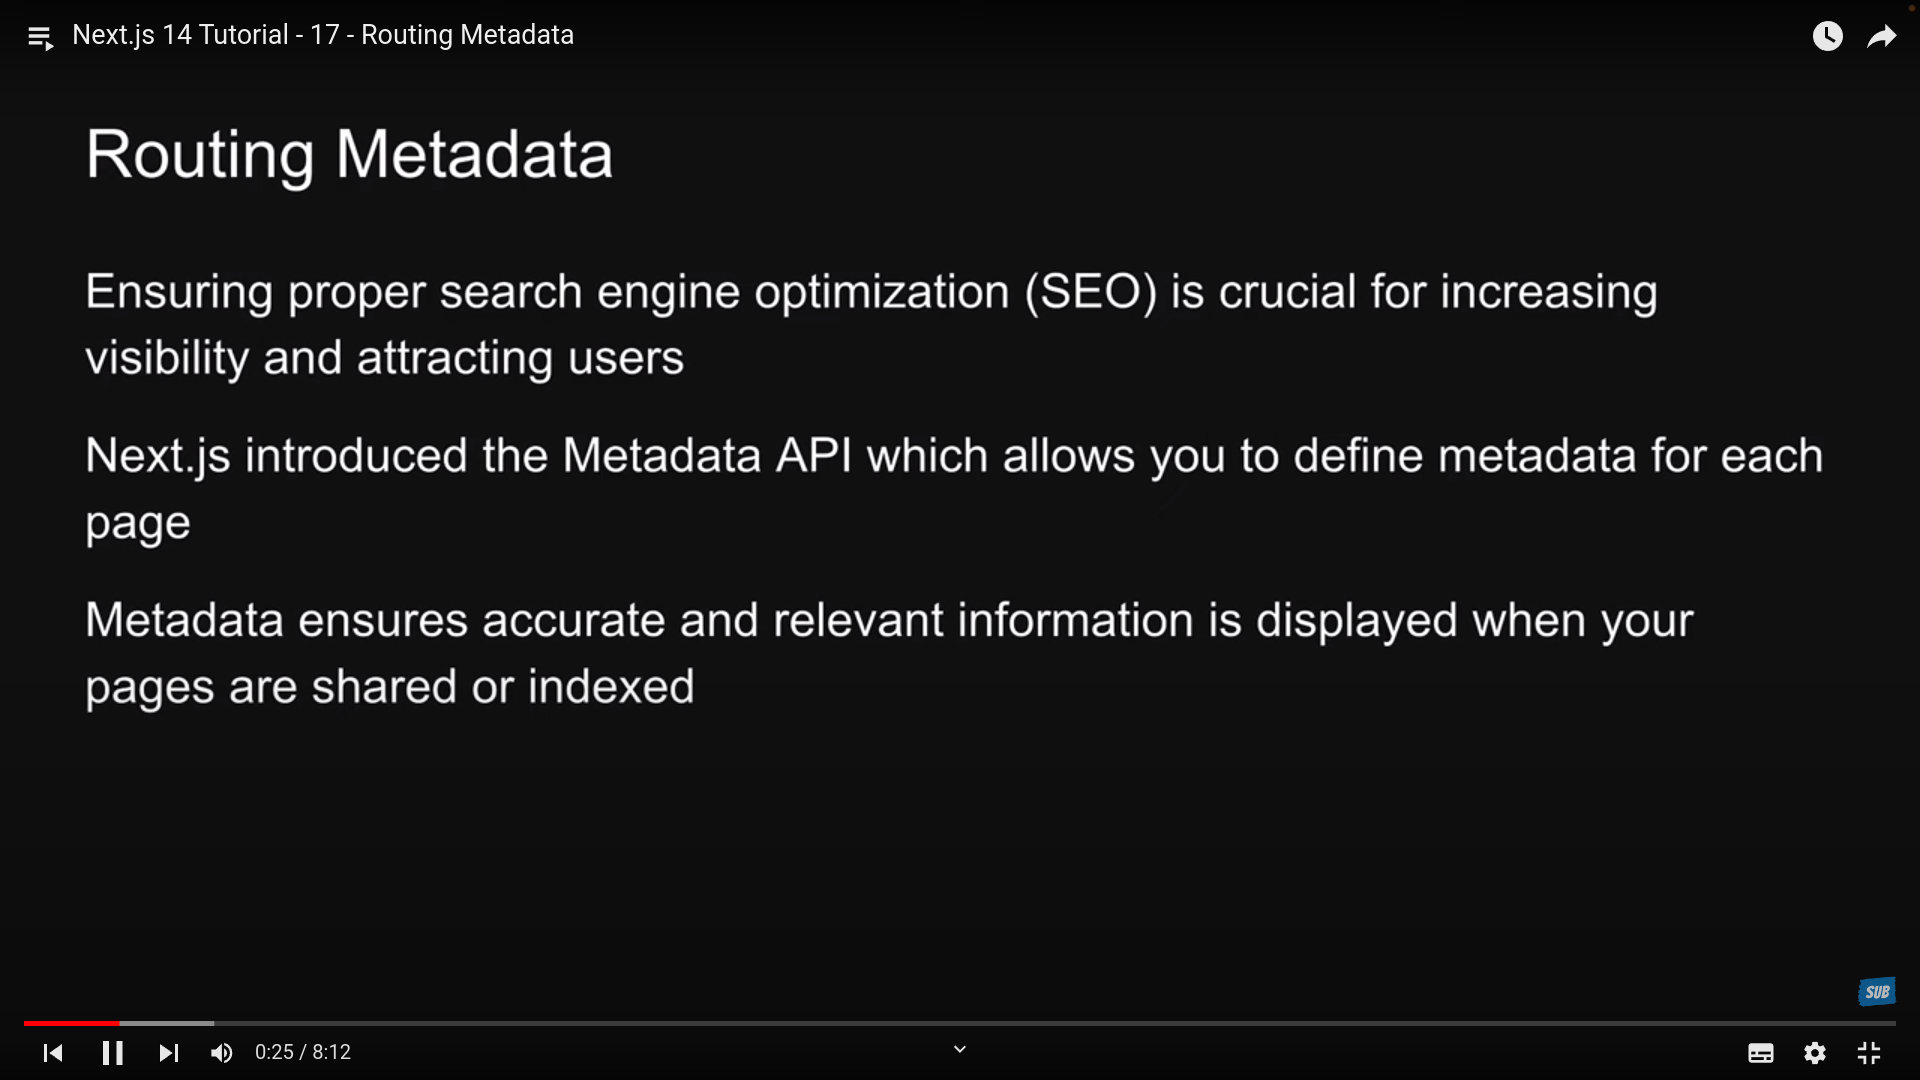 Next.js 14 Tutorial - 17 - Routing Metadata
Routing Metadata
Ensuring proper search engine optimization (SEO) is crucial for increasing
visibility and attracting users
Next.js introduced the Metadata API which allows you to define metadata for each
page
Metadata ensures accurate and relevant information is displayed when your
pages are shared or indexed
SUB
0:25 / 8:12